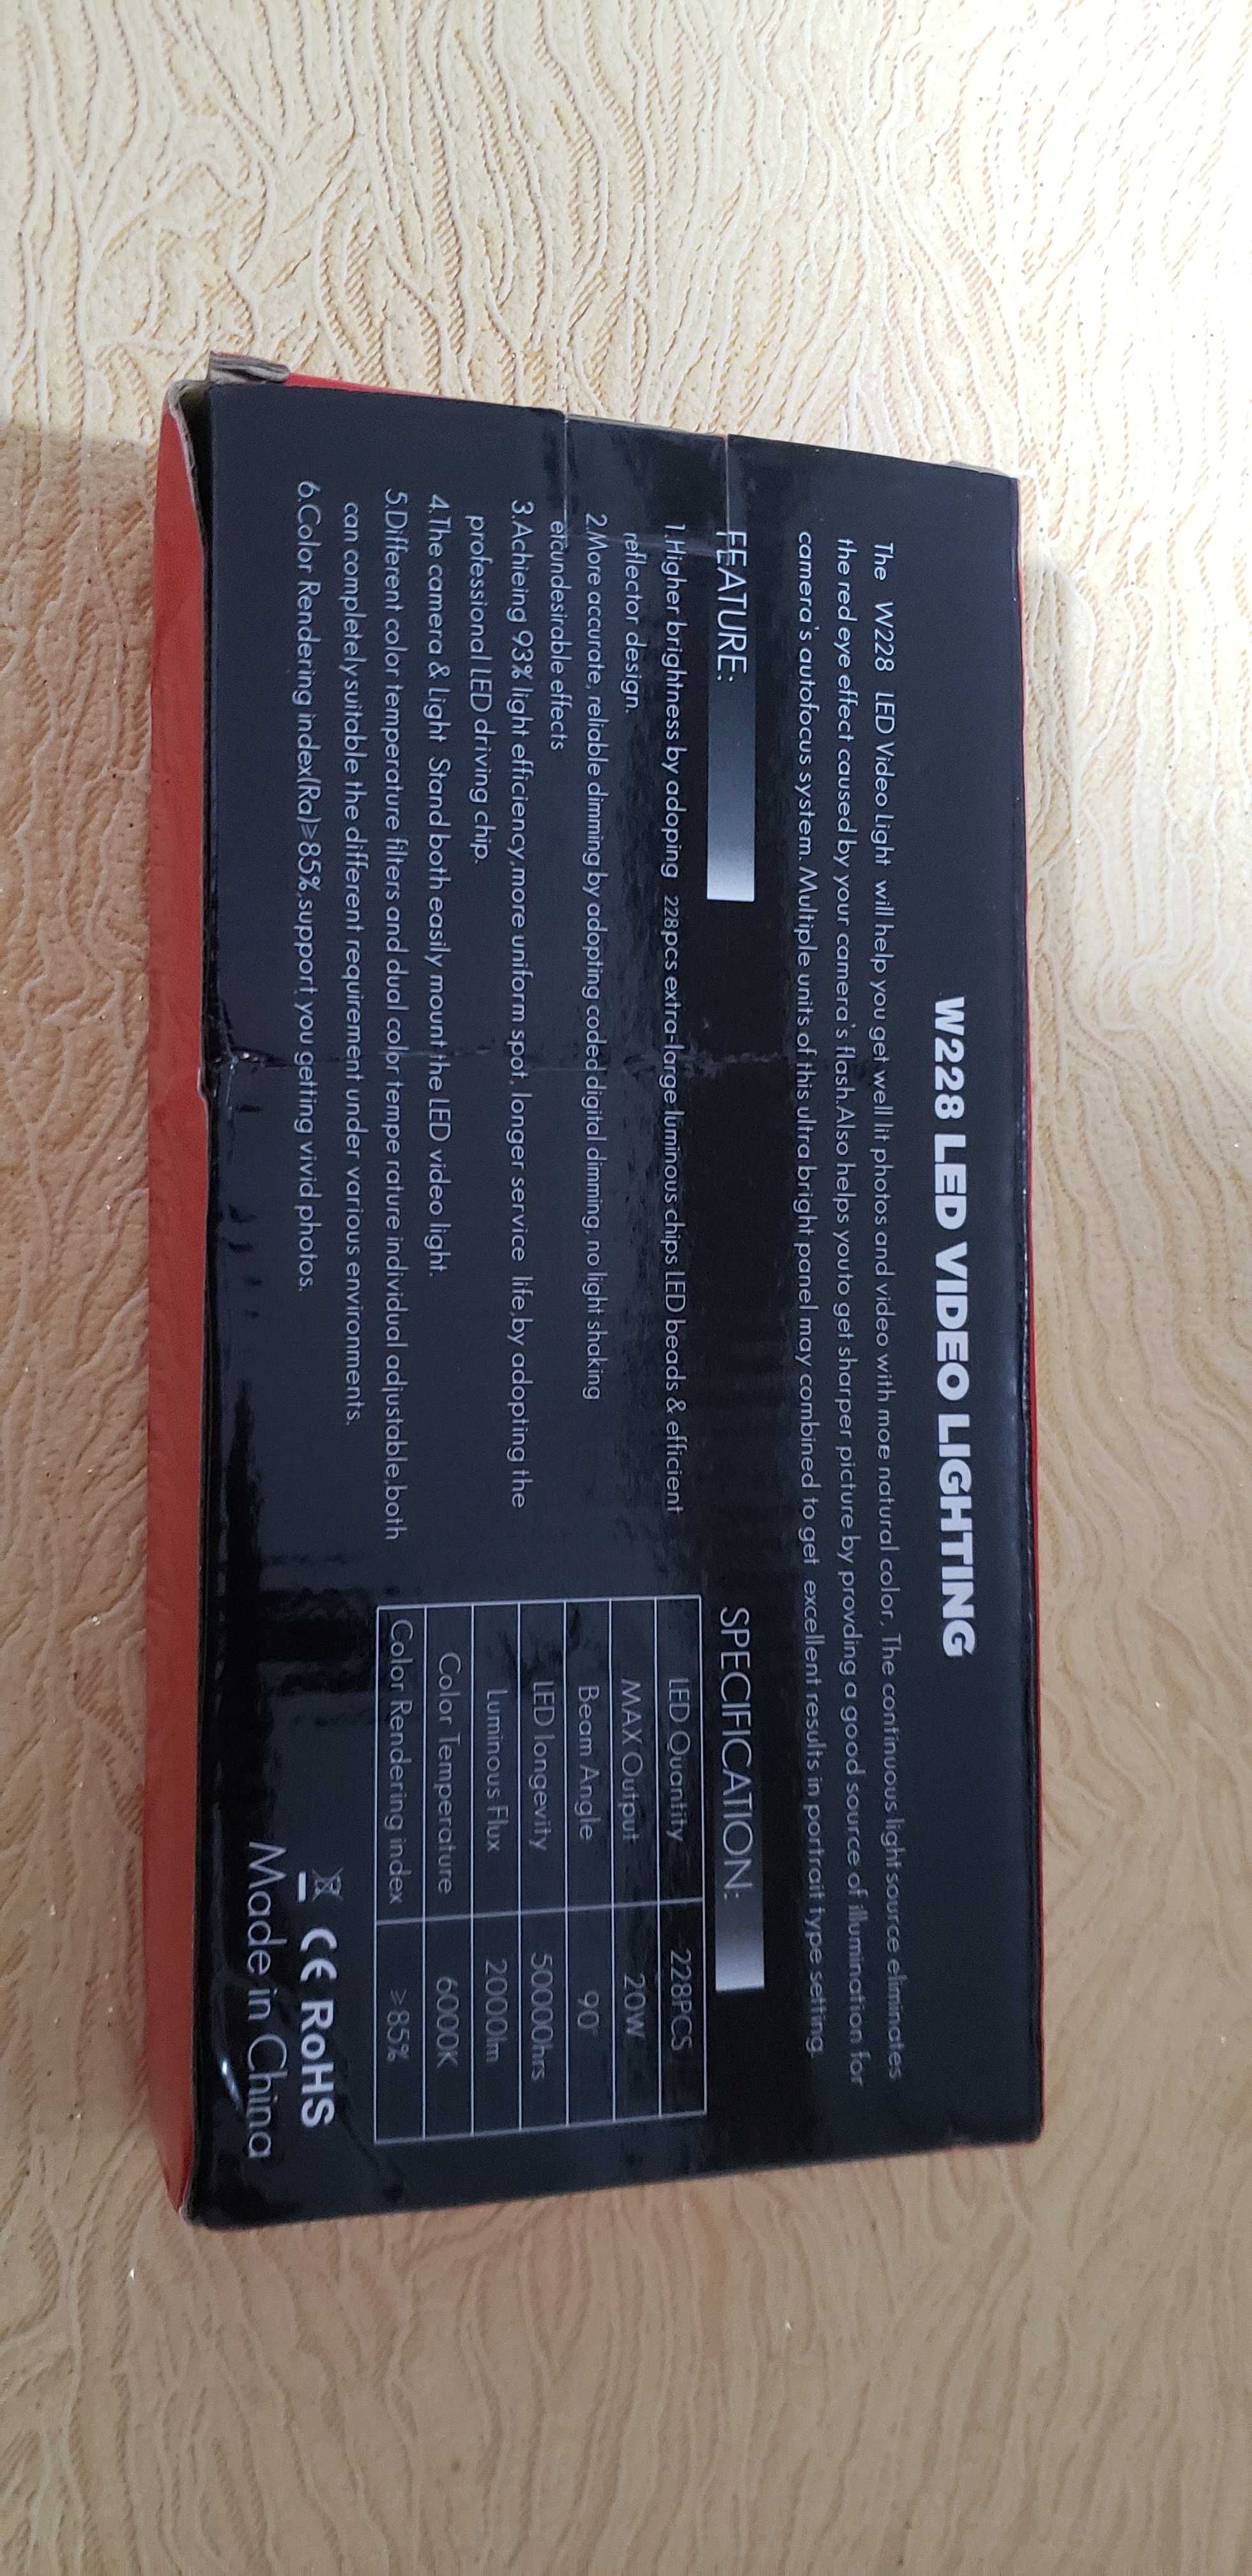 W228 LED VIDEO LIGHTING
The W228 LED Video Light will help you get well lit photos and video with moe natural color, The continuous light source eliminates
the red eye effect caused by your camera's flash.Also helps youto get sharper picture by provding a good source of illumination for
camera's autofocus system. Multiple units of this ultra bright panel may combined to get excellent results in portrait type setting.
FEATURE:
1.Higher brightness by adoping 228pcs extra-large luminous chips LED beads & efficient
reflector design.
2.More accurate, reliable dimming by adopting coded digital dimming, no light shaking
etcundesirable effects
3.Achieing 93% light efficiency,more uniform spot, longer service life,by adopting the
professional LED driving chip.
4.The camera & light Stand both easily mount the LED video light.
5.Different color temperature filters and dual color tempe rature individual adjustable,both
can completely suitable the different requirement under various environments.
6.Color Rendering index(Ra)≥85%,support you getting vivid photos.
SPECIFICATION:
LED Quantity 228PCS
MAX Output 20W
Beam Angle 90°
LED longevity 50000hrs
Luminous Flux 2000lm
Color Temperature 6000K
Color Rendering index ≥85%
CE RoHS
Made in China